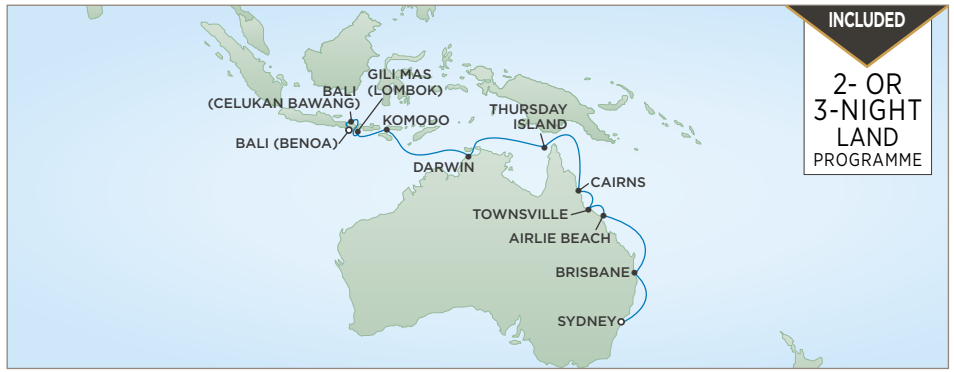 INCLUDED
2- OR
3-NIGHT
LAND
PROGRAMME
GILI MAS
(LOMBOK)
BALI
(CELUKAN BAWANG)
KOMODO
BALI (BENOA)
THURSDAY
ISLAND
DARWIN
CAIRNS
TOWNSVILLE
AIRLIE BEACH
BRISBANE
SYDNEY